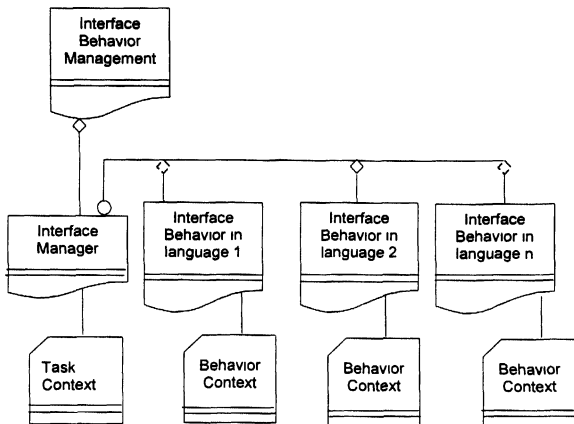 Interface
Behavior
Management
Interface
Manager
Interface
Behavior in
language 1
Interface
Behavior in
language 2
Interface
Behavior in
language n
Task
Context
Behavior
Context
Behavior
Context
Behavior
Context